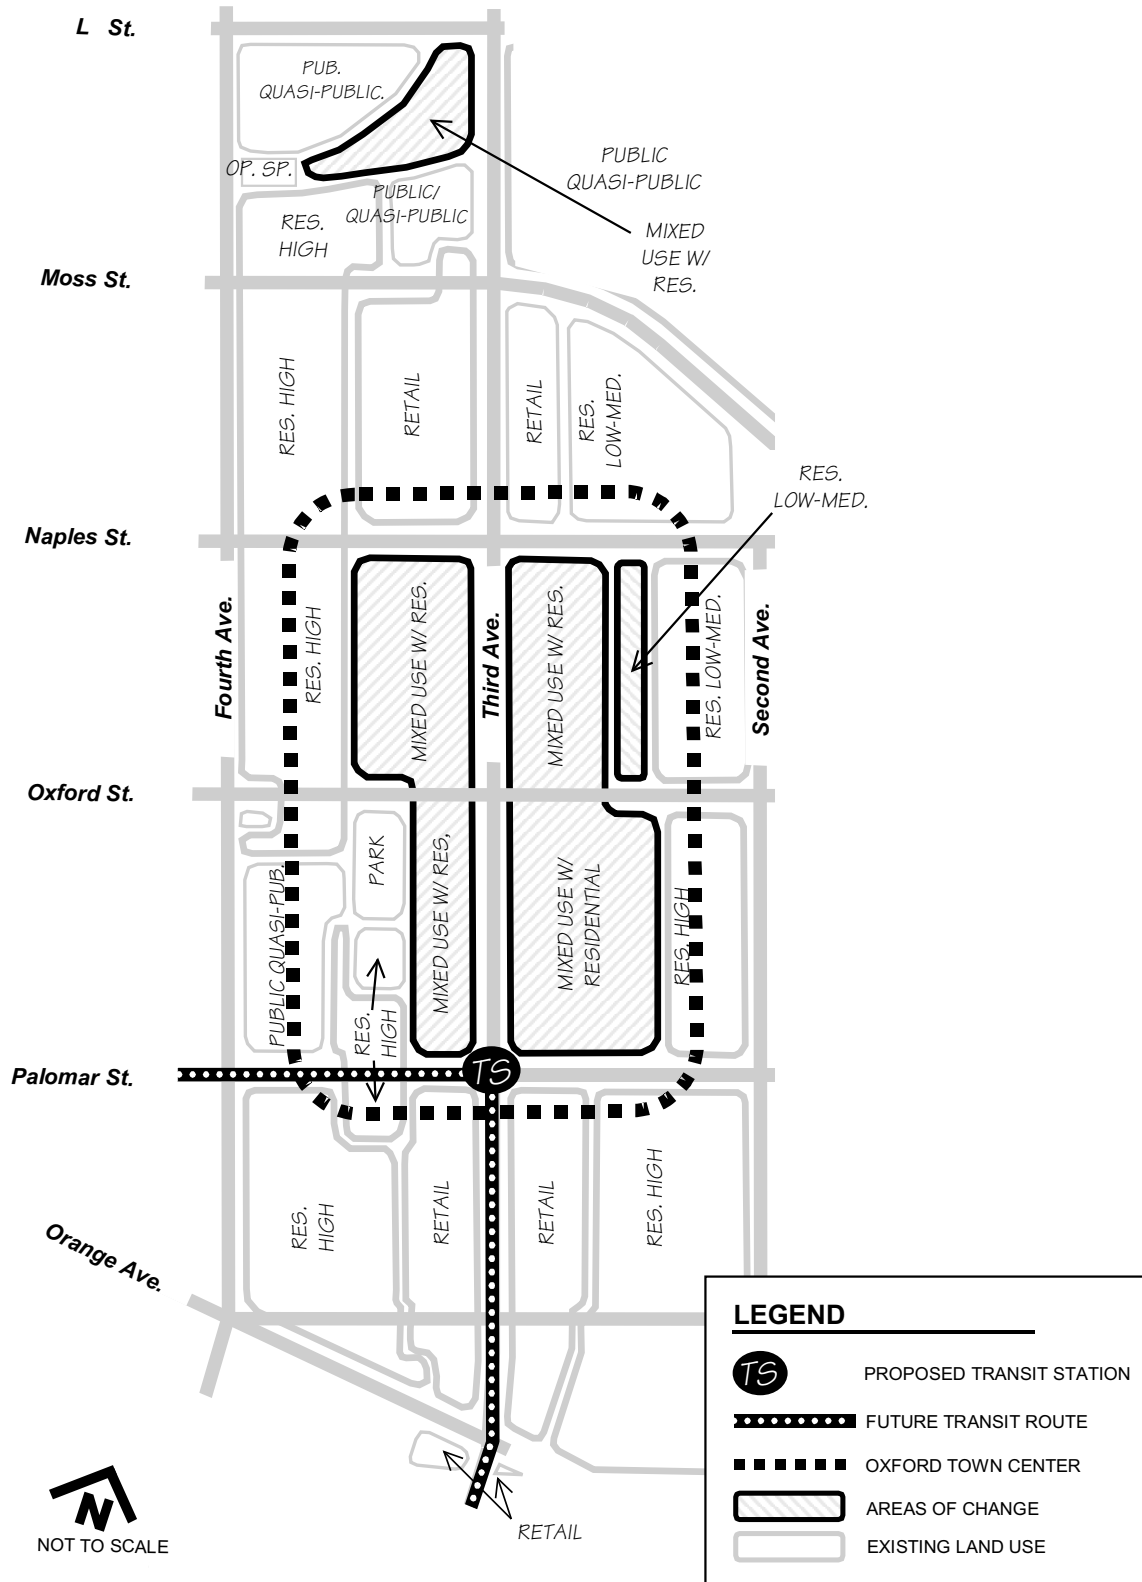 L St.
PUB.
QUASI-PUBLIC.
OP. SP.
PUBLIC/
QUASI-PUBLIC
RES.
HIGH
PUBLIC
QUASI-PUBLIC
MIXED
USE W/
RES.
Moss St.
RES. HIGH
RETAIL
RETAIL
RES.
LOW-MED.
RES.
LOW-MED.
Naples St.
Fourth Ave.
RES. HIGH
MIXED USE W/ RES.
Third Ave.
MIXED USE W/ RES.
RES. LOW-MED.
Second Ave.
Oxford St.
PUBLIC QUASI-PUB.
PARK
MIXED USE W/ RES,
MIXED USE W/
RESIDENTIAL
RES. HIGH
RES.
HIGH
Palomar St.
TS
RES.
HIGH
RETAIL
RETAIL
RES. HIGH
Orange Ave.
RETAIL
N
NOT TO SCALE
LEGEND
TS PROPOSED TRANSIT STATION
FUTURE TRANSIT ROUTE
OXFORD TOWN CENTER
AREAS OF CHANGE
EXISTING LAND USE